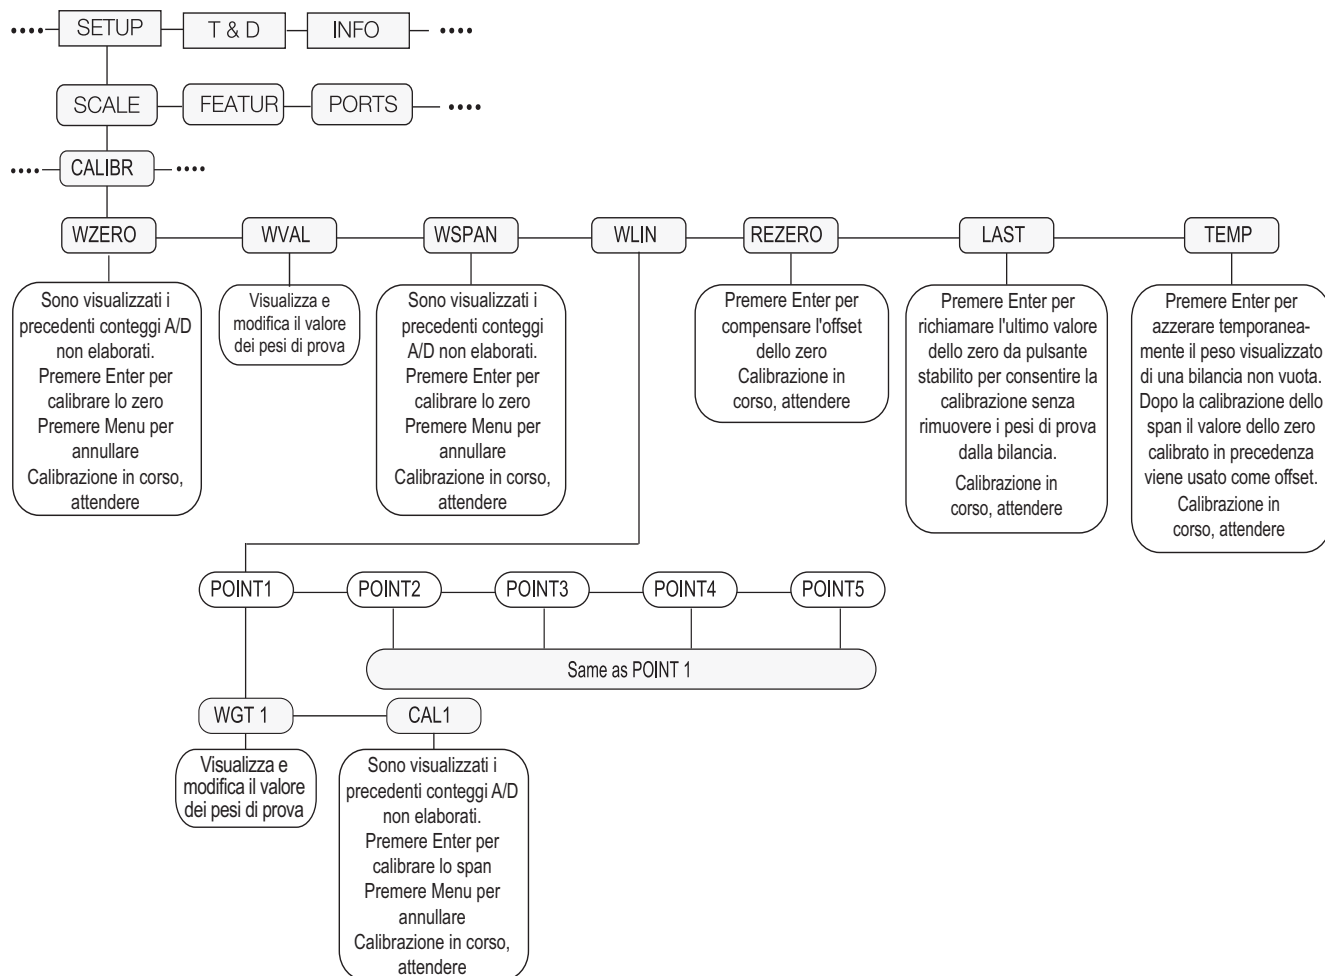 •••• SETUP T & D INFO ••••
SCALE FEATUR PORTS ••••
•••• CALIBR ••••
WZERO WVAL WSPAN WLIN REZERO LAST TEMP
Sono visualizzati i
precedenti conteggi A/D
non elaborati.
Premere Enter per
calibrare lo zero
Premere Menu per
annullare
Calibrazione in corso,
attendere
Visualizza e
modifica il valore
dei pesi di prova
Sono visualizzati i
precedenti conteggi
A/D non elaborati.
Premere Enter per
calibrare lo zero
Premere Menu per
annullare
Calibrazione in corso,
attendere
Premere Enter per
compensare l'offset
dello zero
Calibrazione in
corso, attendere
Premere Enter per
richiamare l'ultimo valore
dello zero da pulsante
stabilito per consentire la
calibrazione senza
rimuovere i pesi di prova
dalla bilancia.
Calibrazione in
corso, attendere
Premere Enter per
azzerare temporanea-
mente il peso visualizzato
di una bilancia non vuota.
Dopo la calibrazione dello
span il valore dello zero
calibrato in precedenza
viene usato come offset.
Calibrazione in
corso, attendere
POINT1 POINT2 POINT3 POINT4 POINT5
Same as POINT 1
WGT 1 CAL1
Visualizza e
modifica il valore
dei pesi di prova
Sono visualizzati i
precedenti conteggi A/D
non elaborati.
Premere Enter per
calibrare lo span
Premere Menu per
annullare
Calibrazione in corso,
attendere